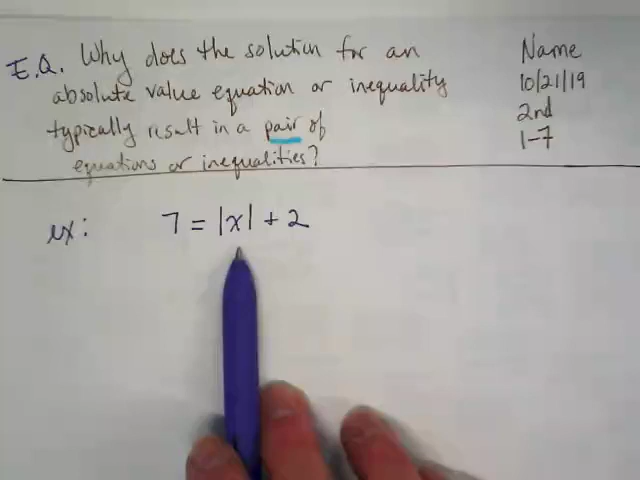 E.Q. Why does the solution for an
absolute value equation or inequality
typically result in a pair of
equations or inequalities?
Name
10/21/19
2nd
1-7
ex: 7 = |x| + 2